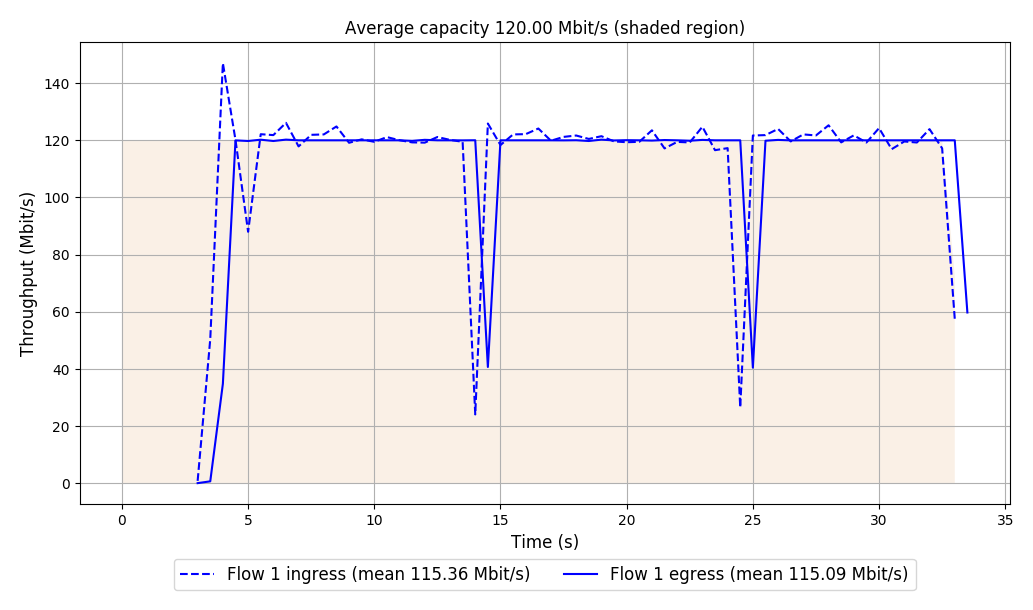 Average capacity 120.00 Mbit/s (shaded region)
Throughput (Mbit/s)
140
120
100
80
60
40
20
0
0 5 10 15 20 25 30 35
Time (s)
Flow 1 ingress (mean 115.36 Mbit/s) Flow 1 egress (mean 115.09 Mbit/s)